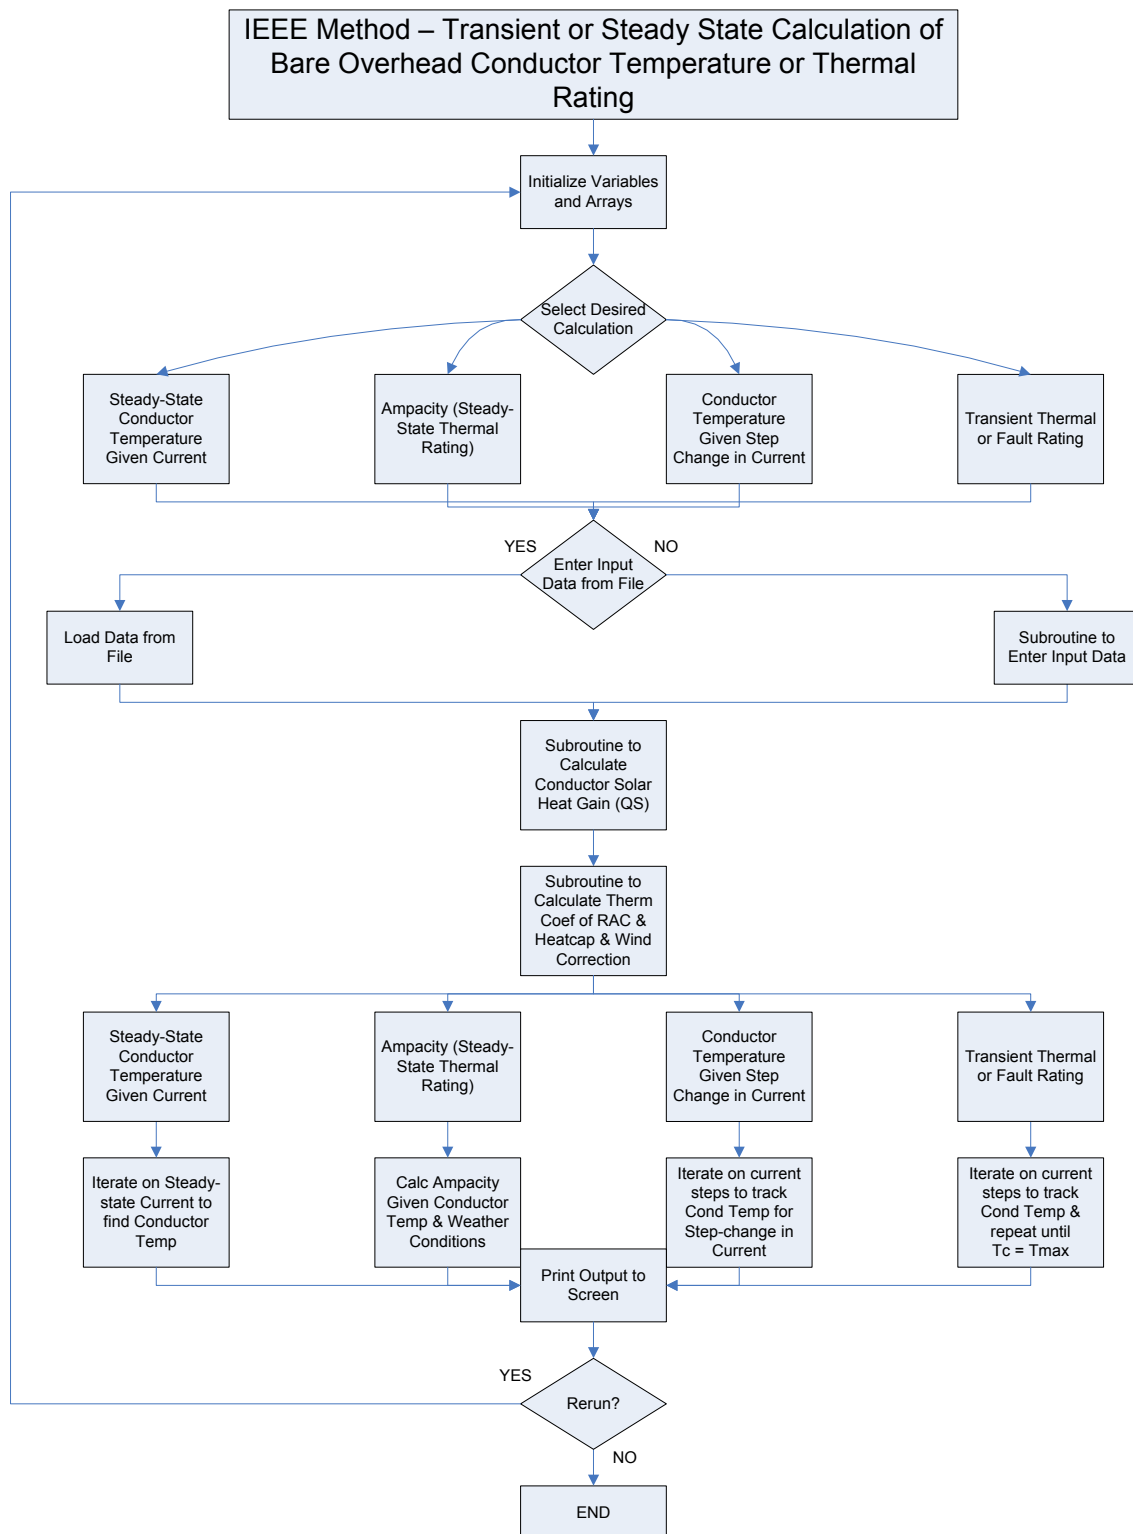 IEEE Method – Transient or Steady State Calculation of
Bare Overhead Conductor Temperature or Thermal
Rating
Initialize Variables
and Arrays
Select Desired
Calculation
Steady-State
Conductor
Temperature
Given Current
Ampacity (Steady-
State Thermal
Rating)
Conductor
Temperature
Given Step
Change in Current
Transient Thermal
or Fault Rating
YES
NO
Enter Input
Data from File
Load Data from
File
Subroutine to
Enter Input Data
Subroutine to
Calculate
Conductor Solar
Heat Gain (QS)
Subroutine to
Calculate Therm
Coef of RAC &
Heatcap & Wind
Correction
Steady-State
Conductor
Temperature
Given Current
Ampacity (Steady-
State Thermal
Rating)
Conductor
Temperature
Given Step
Change in Current
Transient Thermal
or Fault Rating
Iterate on Steady-
state Current to
find Conductor
Temp
Calc Ampacity
Given Conductor
Temp & Weather
Conditions
Iterate on current
steps to track
Cond Temp for
Step-change in
Current
Iterate on current
steps to track
Cond Temp &
repeat until
Tc = Tmax
Print Output to
Screen
YES
Rerun?
NO
END